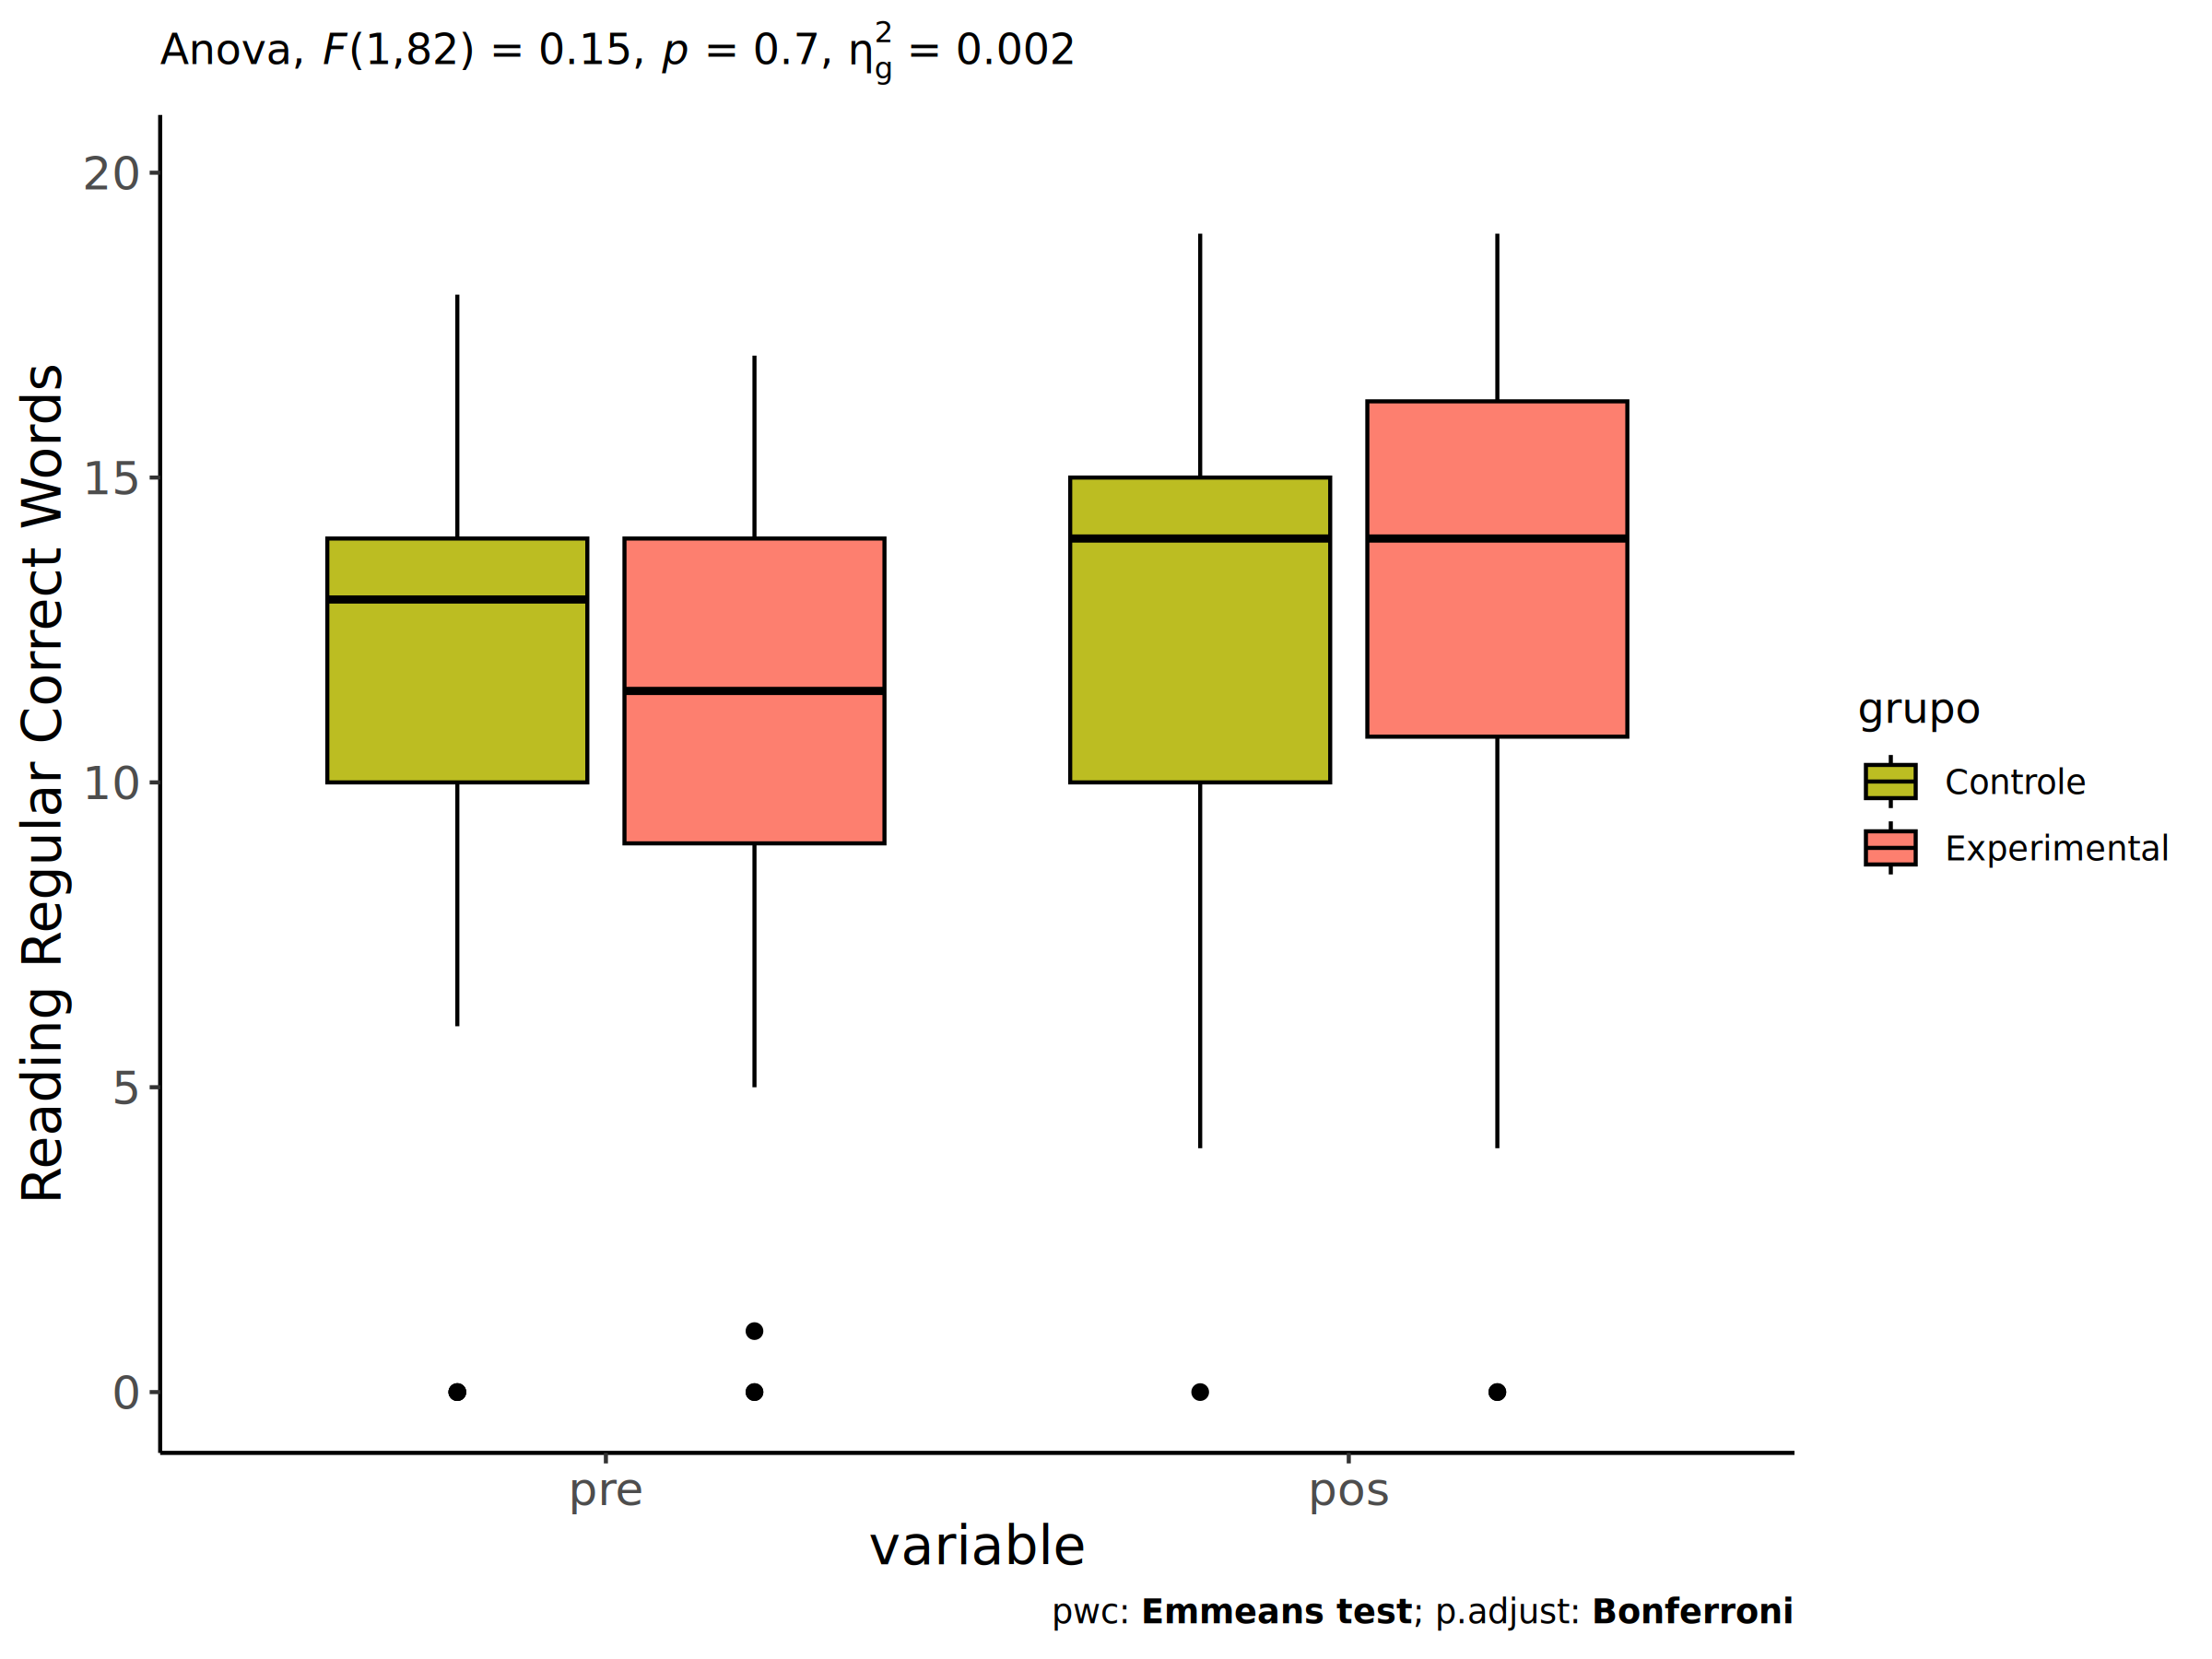 Anova, F(1,82) = 0.15, p = 0.7, η²g = 0.002
Reading Regular Correct Words
20
15
10
5
0
pre
pos
variable
grupo
Controle
Experimental
pwc: Emmeans test; p.adjust: Bonferroni